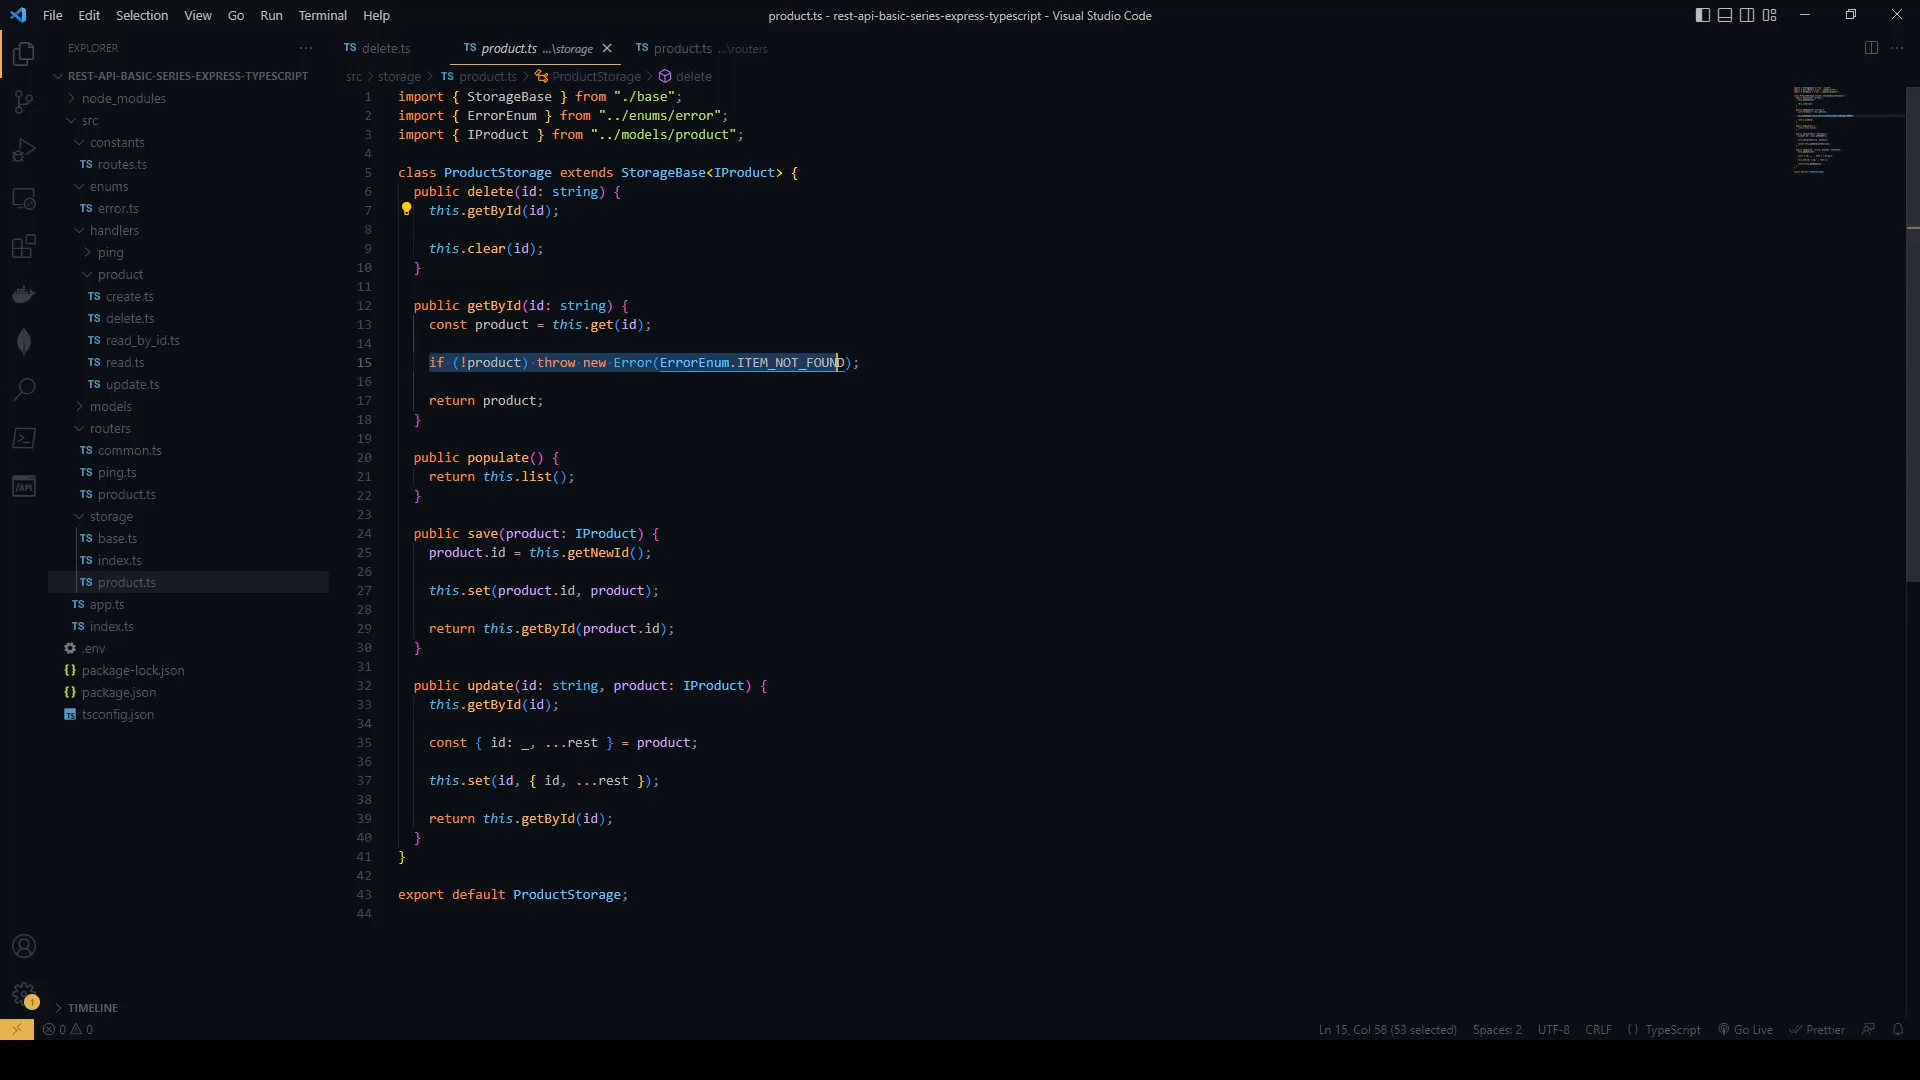 File Edit Selection View Go Run Terminal Help
product.ts - rest-api-basic-series-express-typescript - Visual Studio Code
EXPLORER
REST-API-BASIC-SERIES-EXPRESS-TYPESCRIPT
node_modules
src
constants
TS routes.ts
enums
TS error.ts
handlers
ping
product
TS create.ts
TS delete.ts
TS read_by_id.ts
TS read.ts
TS update.ts
models
routers
TS common.ts
TS ping.ts
TS product.ts
storage
TS base.ts
TS index.ts
TS product.ts
TS app.ts
TS index.ts
.env
{} package-lock.json
{} package.json
TS tsconfig.json
TIMELINE
/API
1
TS delete.ts TS product.ts ...\storage TS product.ts ...\routers
src > storage > TS product.ts > ProductStorage > delete
1 import { StorageBase } from "./base";
2 import { ErrorEnum } from "../enums/error";
3 import { IProduct } from "../models/product";
4
5 class ProductStorage extends StorageBase<IProduct> {
6 public delete(id: string) {
7 this.getById(id);
8
9 this.clear(id);
10 }
11
12 public getById(id: string) {
13 const product = this.get(id);
14
15 if (!product) throw new Error(ErrorEnum.ITEM_NOT_FOUND);
16
17 return product;
18 }
19
20 public populate() {
21 return this.list();
22 }
23
24 public save(product: IProduct) {
25 product.id = this.getNewId();
26
27 this.set(product.id, product);
28
29 return this.getById(product.id);
30 }
31
32 public update(id: string, product: IProduct) {
33 this.getById(id);
34
35 const { id: _, ...rest } = product;
36
37 this.set(id, { id, ...rest });
38
39 return this.getById(id);
40 }
41 }
42
43 export default ProductStorage;
44
0 0
Ln 15, Col 58 (53 selected) Spaces: 2 UTF-8 CRLF {} TypeScript Go Live Prettier